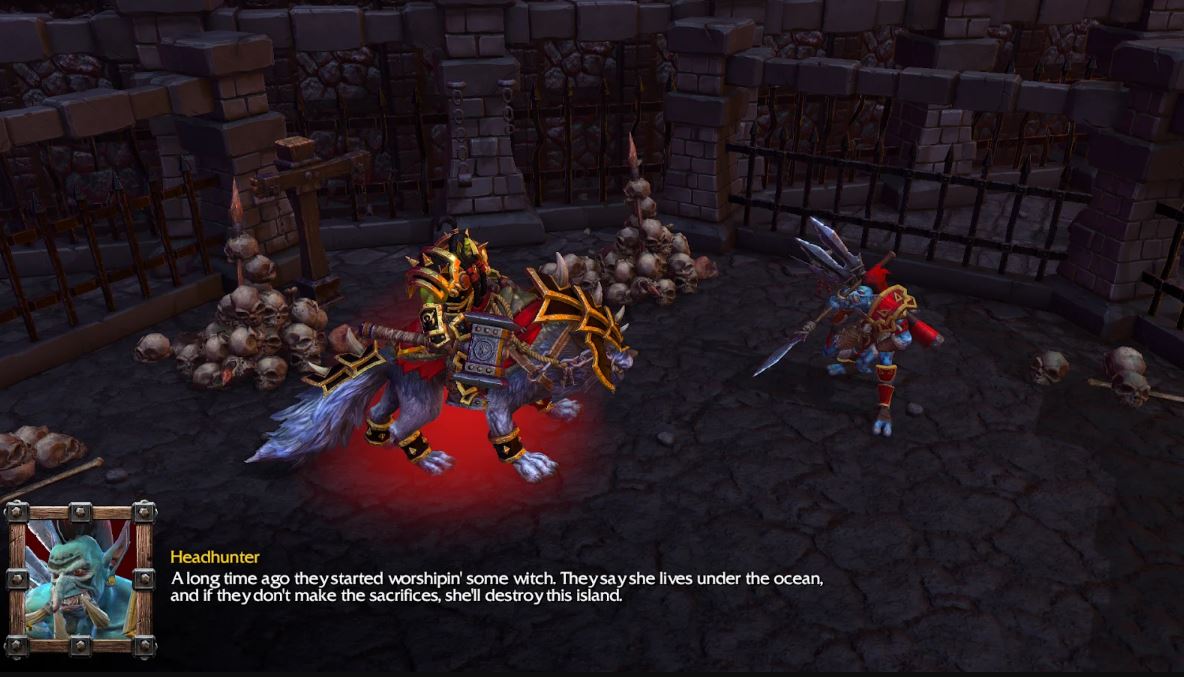 Headhunter
A long time ago they started worshipin' some witch. They say she lives under the ocean,
and if they don't make the sacrifices, she'll destroy this island.